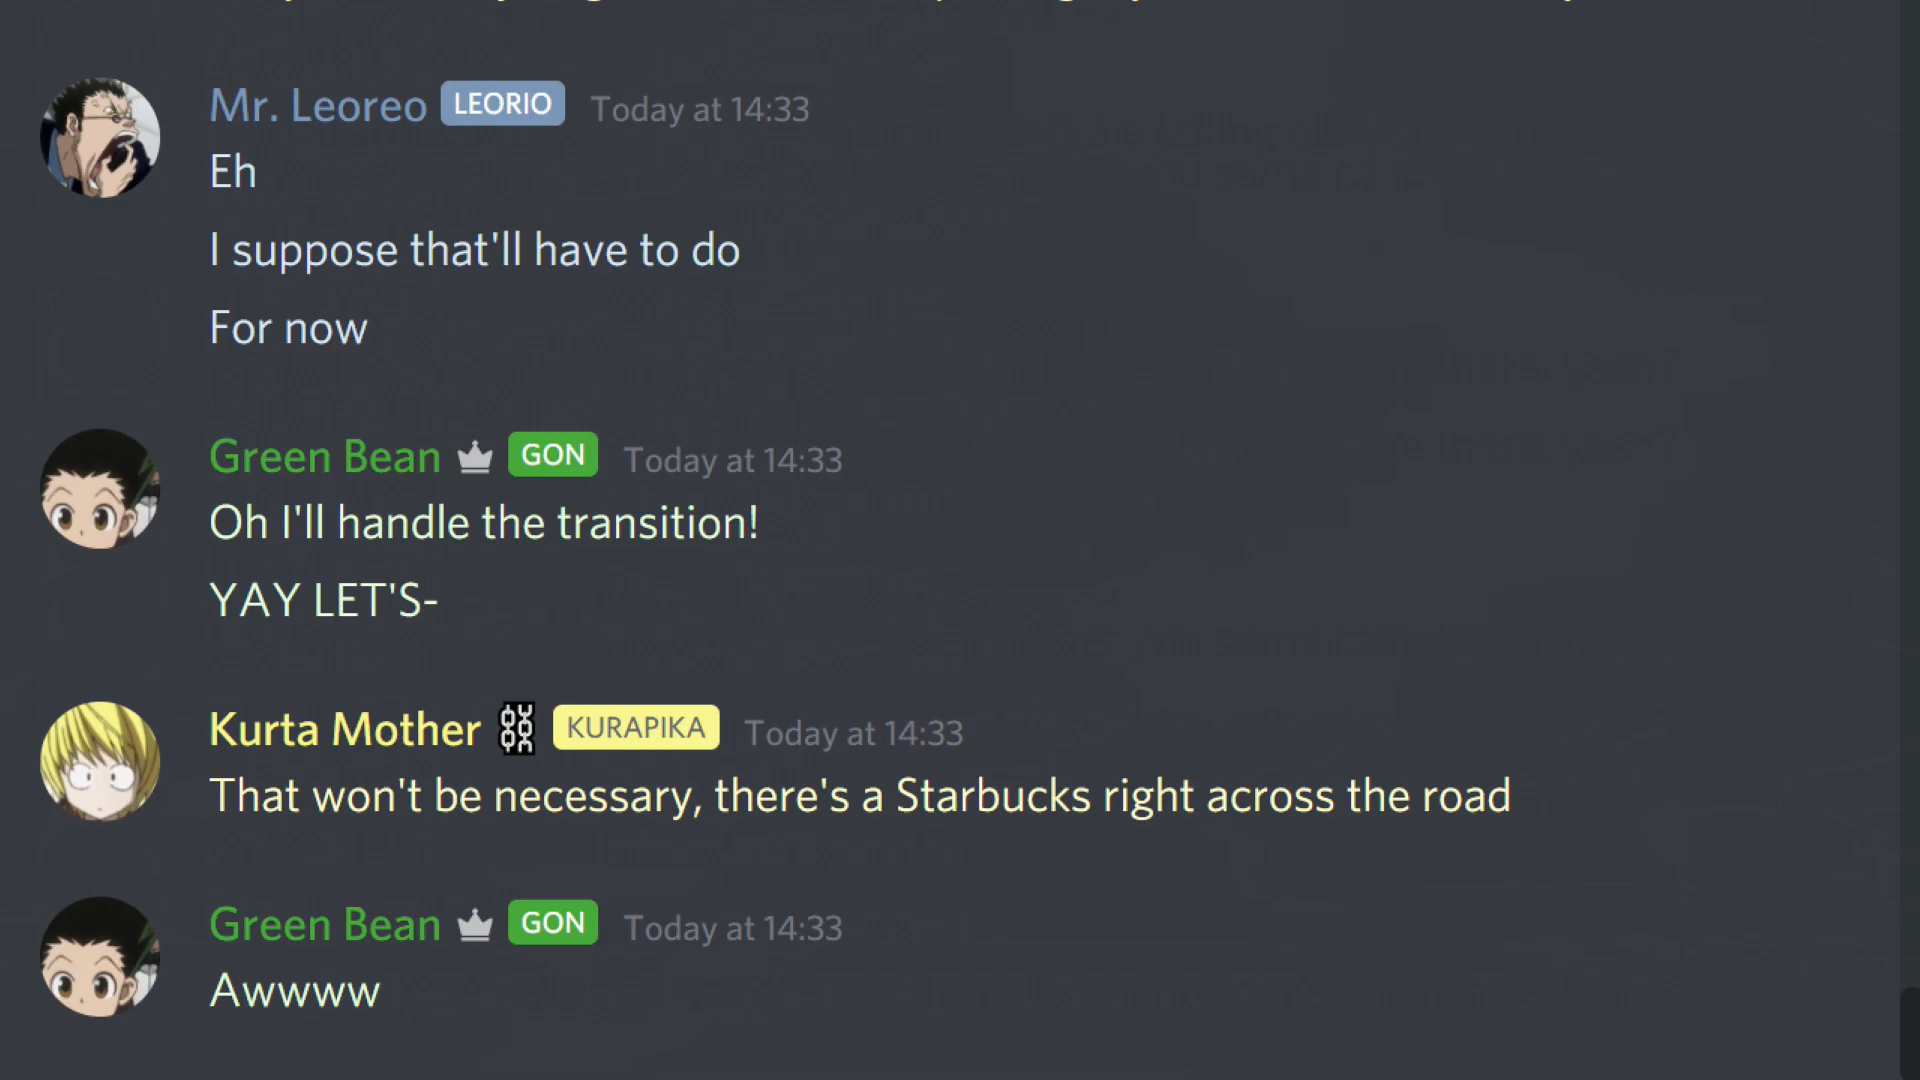 Mr. Leoreo LEORIO Today at 14:33
Eh
I suppose that'll have to do
For now
Green Bean GON Today at 14:33
Oh I'll handle the transition!
YAY LET'S-
Kurta Mother KURAPIKA Today at 14:33
That won't be necessary, there's a Starbucks right across the road
Green Bean GON Today at 14:33
Awwww